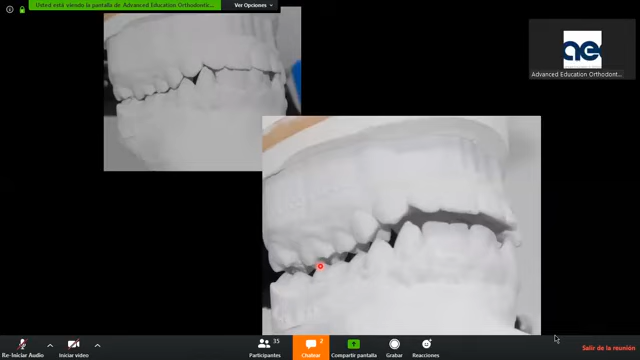 Usted está viendo la pantalla de Advanced Education Orthodontic...
Ver Opciones
ae
Advanced Education Orthodont...
35
2
Re-Iniciar Audio
Iniciar video
Participantes
Chatear
Compartir pantalla
Grabar
Reacciones
Salir de la reunión